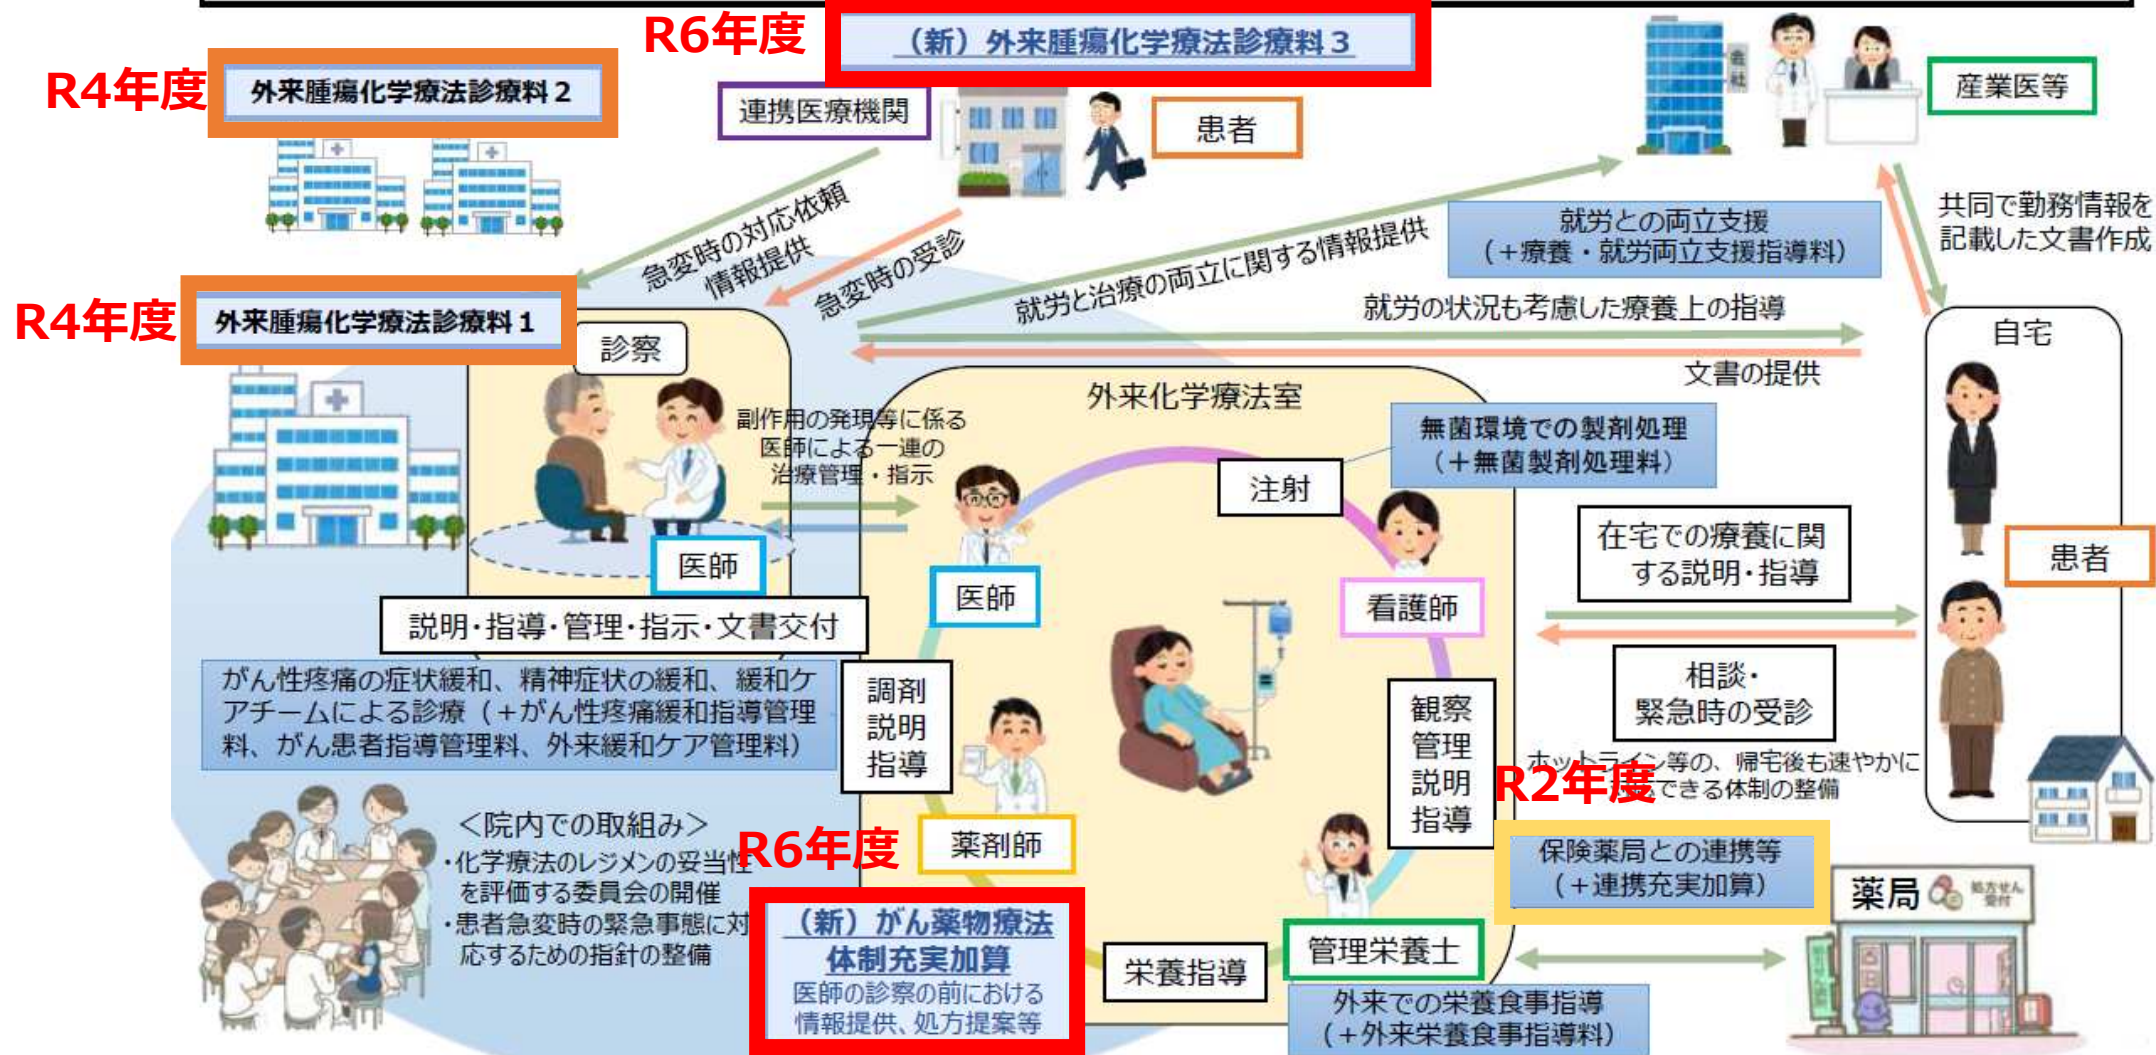 R6年度
（新）外来腫瘍化学療法診療料３
R4年度
外来腫瘍化学療法診療料２
連携医療機関
患者
会社
産業医等
急変時の対応依頼
情報提供
急変時の受診
就労と治療の両立に関する情報提供
就労との両立支援
（＋療養・就労両立支援指導料）
共同で勤務情報を
記載した文書作成
R4年度
外来腫瘍化学療法診療料１
就労の状況も考慮した療養上の指導
文書の提供
自宅
診察
副作用の発現等に係る
医師による一連の
治療管理・指示
医師
説明・指導・管理・指示・文書交付
がん性疼痛の症状緩和、精神症状の緩和、緩和ケ
アチームによる診療（＋がん性疼痛緩和指導管理
料、がん患者指導管理料、外来緩和ケア管理料）
外来化学療法室
無菌環境での製剤処理
（＋無菌製剤処理料）
注射
医師
看護師
調剤
説明
指導
観察
管理
説明
指導
薬剤師
在宅での療養に関
する説明・指導
患者
相談・
緊急時の受診
ホットライン等の、帰宅後も速やかに
できる体制の整備
R2年度
保険薬局との連携等
（＋連携充実加算）
＜院内での取組み＞
・化学療法のレジメンの妥当性
を評価する委員会の開催
・患者急変時の緊急事態に対
応するための指針の整備
R6年度
（新）がん薬物療法
体制充実加算
医師の診察の前における
情報提供、処方提案等
栄養指導
管理栄養士
外来での栄養食事指導
（＋外来栄養食事指導料）
薬局
処方せん
受付